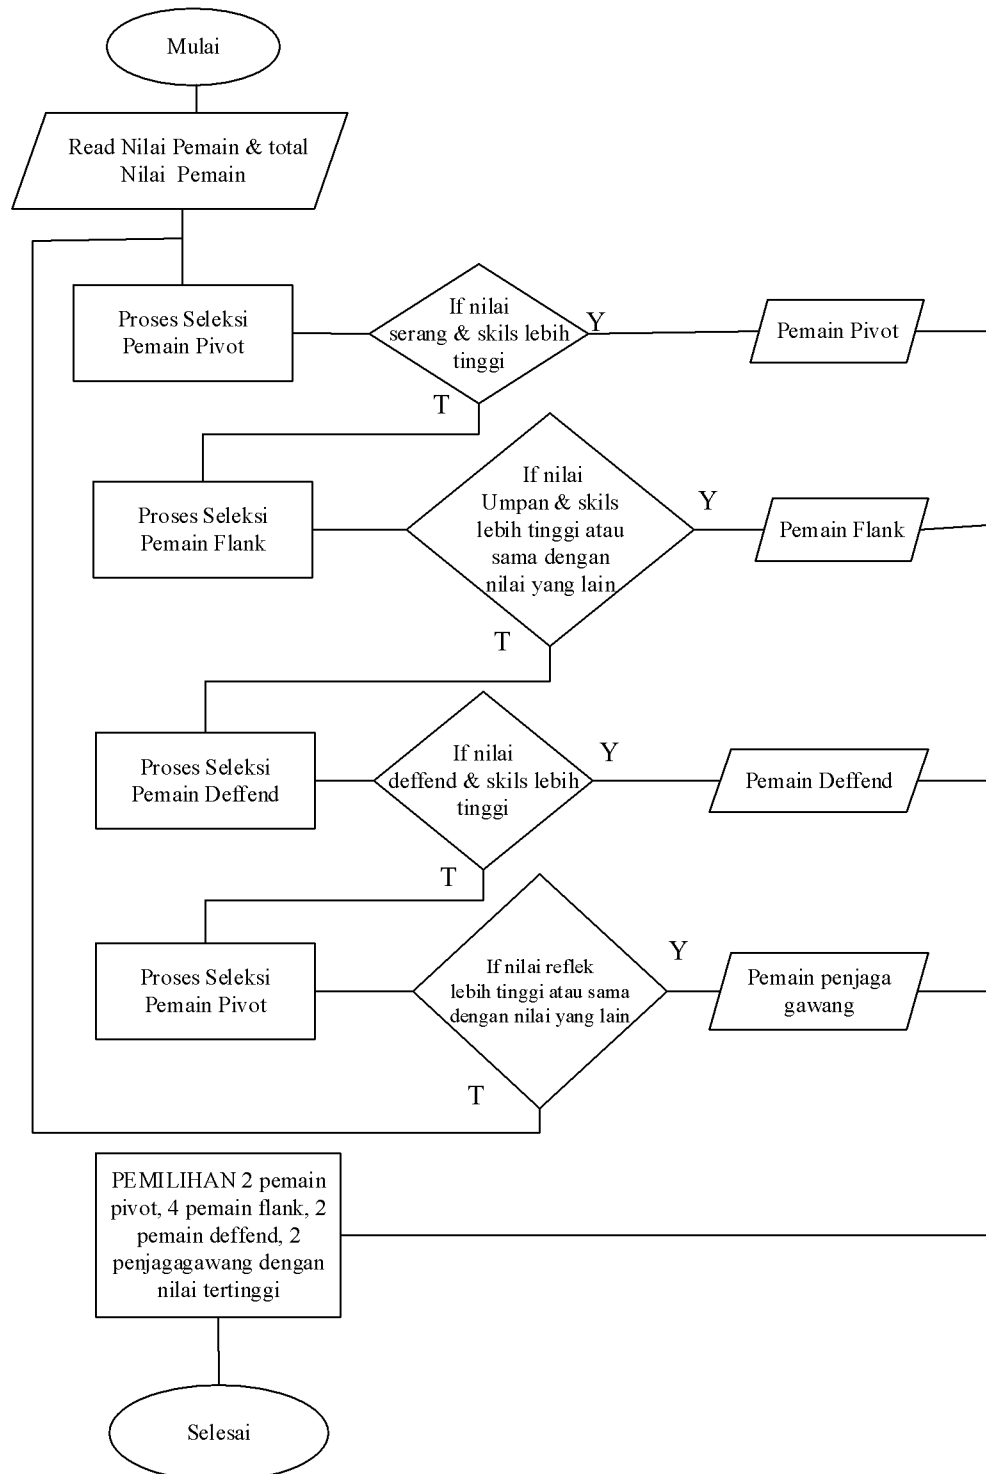 Mulai
Read Nilai Pemain & total
Nilai Pemain
Proses Seleksi
Pemain Pivot
If nilai
serang & skils lebih
tinggi
Y
Pemain Pivot
T
Proses Seleksi
Pemain Flank
If nilai
Umpan & skils
lebih tinggi atau
sama dengan
nilai yang lain
Y
Pemain Flank
T
Proses Seleksi
Pemain Deffend
If nilai
deffend & skils lebih
tinggi
Y
Pemain Deffend
T
Proses Seleksi
Pemain Pivot
If nilai reflek
lebih tinggi atau sama
dengan nilai yang lain
Y
Pemain penjaga
gawang
T
PEMILIHAN 2 pemain
pivot, 4 pemain flank, 2
pemain deffend, 2
penjagagawang dengan
nilai tertinggi
Selesai